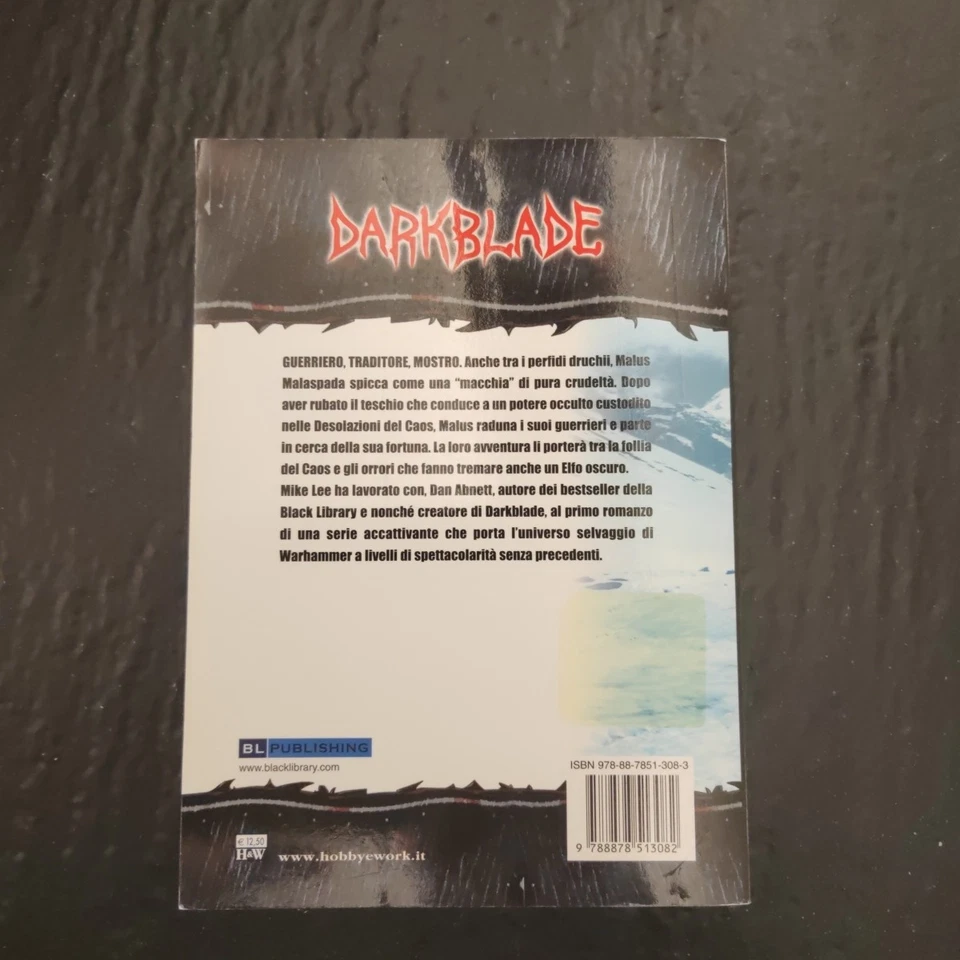 DARKBLADE
GUERRIERO, TRADITORE, MOSTRO. Anche tra i perfidi druchii, Malus
Malaspada spicca come una “macchia” di pura crudeltà. Dopo
aver rubato il teschio che conduce a un potere occulto custodito
nelle Desolazioni del Caos, Malus raduna i suoi guerrieri e parte
in cerca della sua fortuna. La loro avventura li porterà tra la follia
del Caos e gli orrori che fanno tremare anche un Elfo oscuro.
Mike Lee ha lavorato con, Dan Abnett, autore dei bestseller della
Black Library e nonché creatore di Darkblade, al primo romanzo
di una serie accattivante che porta l’universo selvaggio di
Warhammer a livelli di spettacolarità senza precedenti.
BL PUBLISHING
www.blacklibrary.com
ISBN 978-88-7851-308-3
9 788878 513082
€ 12,50
H&W www.hobbyework.it